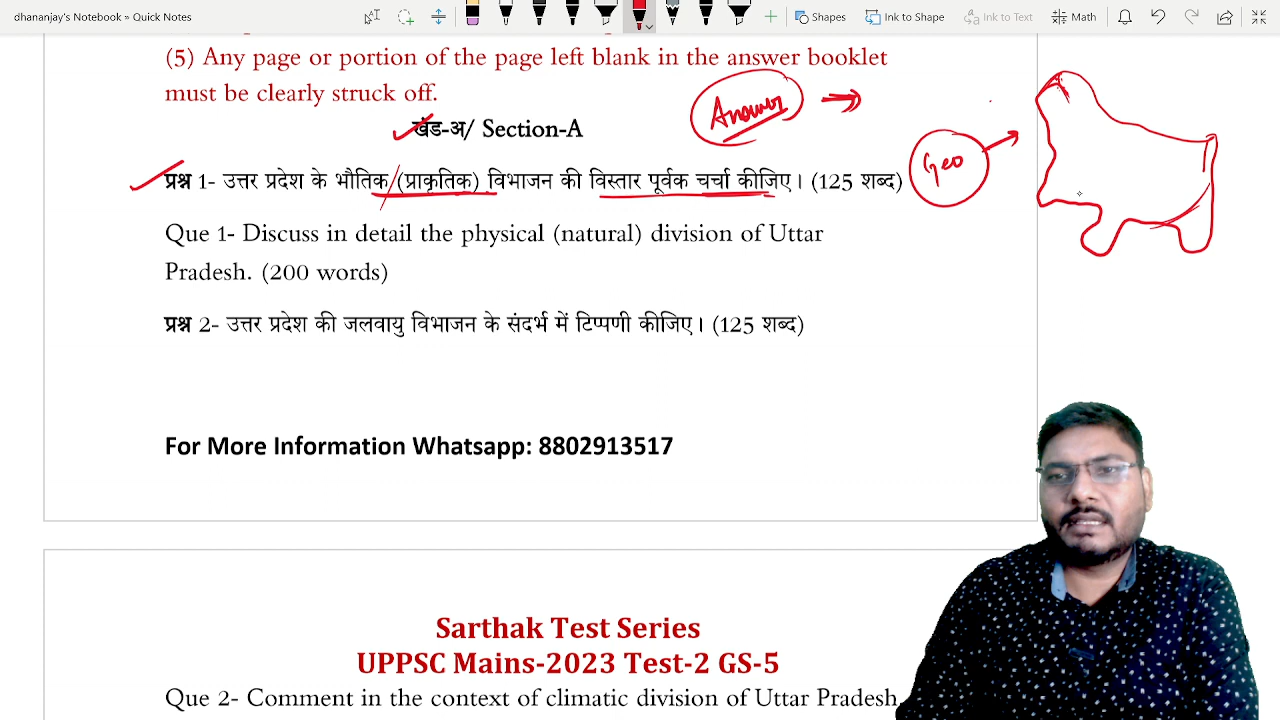 dhananjay's Notebook » Quick Notes
Shapes
Ink to Shape
Ink to Text
Math
(5) Any page or portion of the page left blank in the answer booklet
must be clearly struck off.
Answer
खंड-अ/ Section-A
Geo
प्रश्न 1- उत्तर प्रदेश के भौतिक/(प्राकृतिक) विभाजन की विस्तार पूर्वक चर्चा कीजिए। (125 शब्द)
Que 1- Discuss in detail the physical (natural) division of Uttar
Pradesh. (200 words)
प्रश्न 2- उत्तर प्रदेश की जलवायु विभाजन के संदर्भ में टिप्पणी कीजिए। (125 शब्द)
For More Information Whatsapp: 8802913517
Sarthak Test Series
UPPSC Mains-2023 Test-2 GS-5
Que 2- Comment in the context of climatic division of Uttar Pradesh.